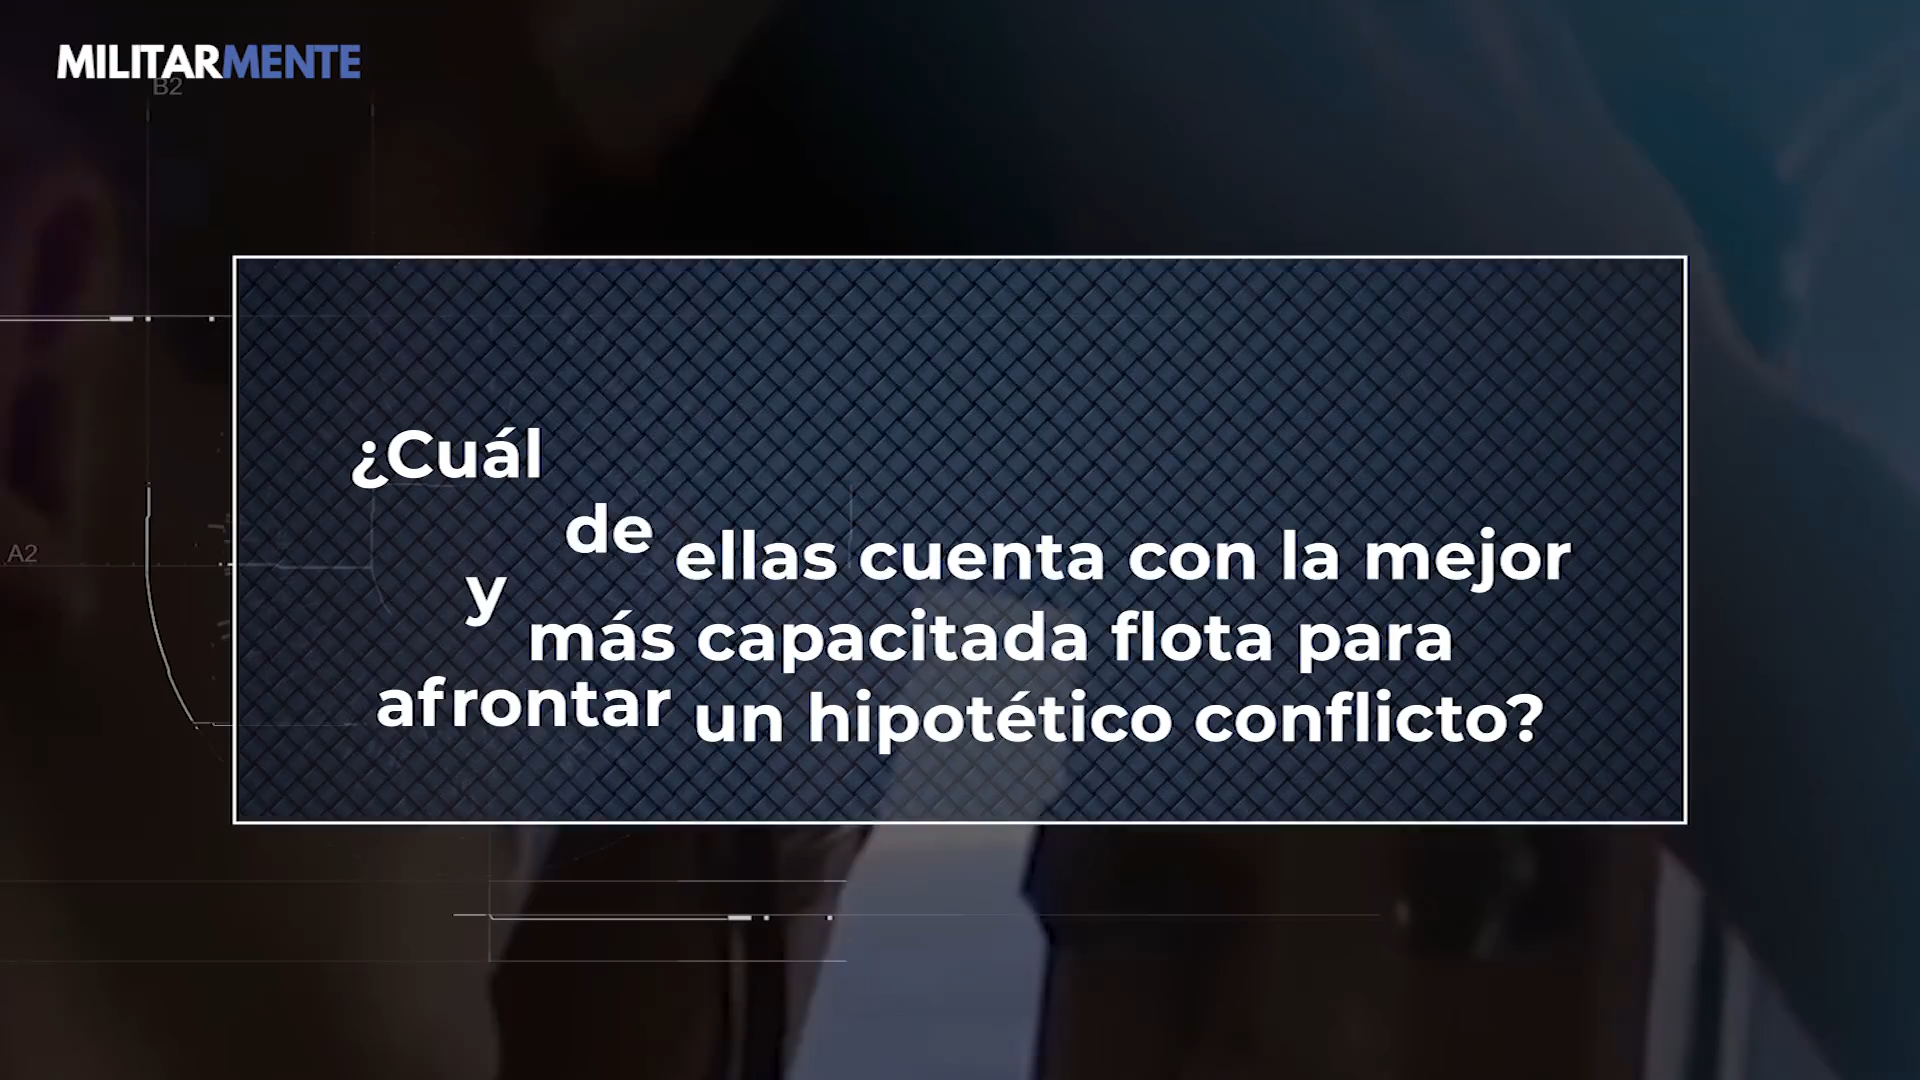 MILITARMENTE
B2
A2
¿Cuál de ellas cuenta con la mejor
y más capacitada flota para
afrontar un hipotético conflicto?